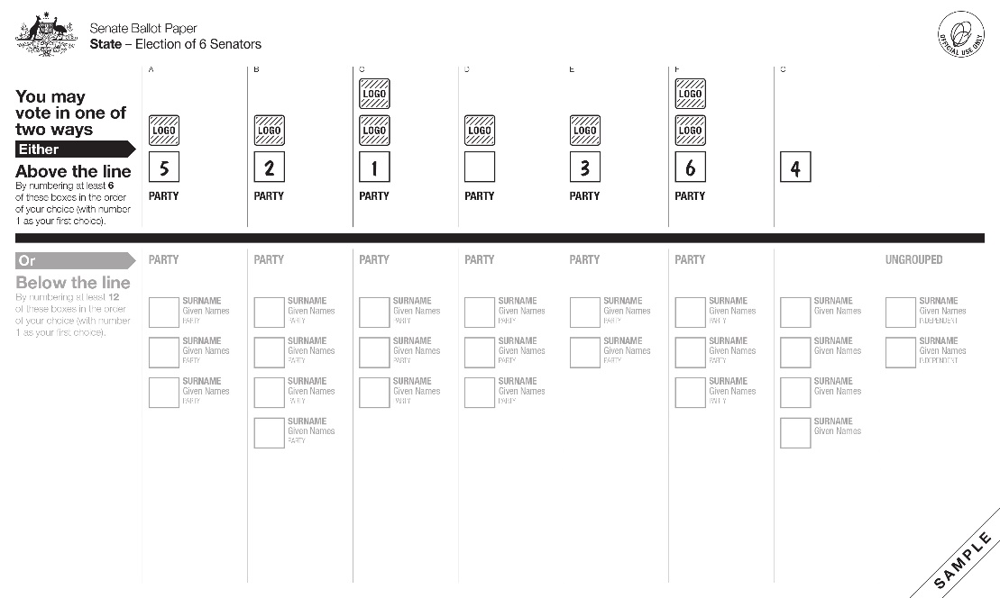 Senate Ballot Paper
State – Election of 6 Senators
OFFICIAL USE ONLY
A B C D E F G
You may
vote in one of
two ways
LOGO LOGO
LOGO LOGO LOGO LOGO LOGO LOGO
Either
Above the line
By numbering at least 6
of these boxes in the order
of your choice (with number
1 as your first choice).
5 2 1 3 6 4
PARTY PARTY PARTY PARTY PARTY PARTY
Or
PARTY PARTY PARTY PARTY PARTY PARTY UNGROUPED
Below the line
By numbering at least 12
of these boxes in the order
of your choice (with number
1 as your first choice).
SURNAME SURNAME SURNAME SURNAME SURNAME SURNAME SURNAME SURNAME
Given Names Given Names Given Names Given Names Given Names Given Names Given Names Given Names
PARTY PARTY PARTY PARTY PARTY PARTY INDEPENDENT
SURNAME SURNAME SURNAME SURNAME SURNAME SURNAME SURNAME SURNAME
Given Names Given Names Given Names Given Names Given Names Given Names Given Names Given Names
PARTY PARTY PARTY PARTY PARTY PARTY INDEPENDENT
SURNAME SURNAME SURNAME SURNAME SURNAME SURNAME
Given Names Given Names Given Names Given Names Given Names Given Names
PARTY PARTY PARTY PARTY PARTY
SURNAME SURNAME
Given Names Given Names
PARTY
SAMPLE